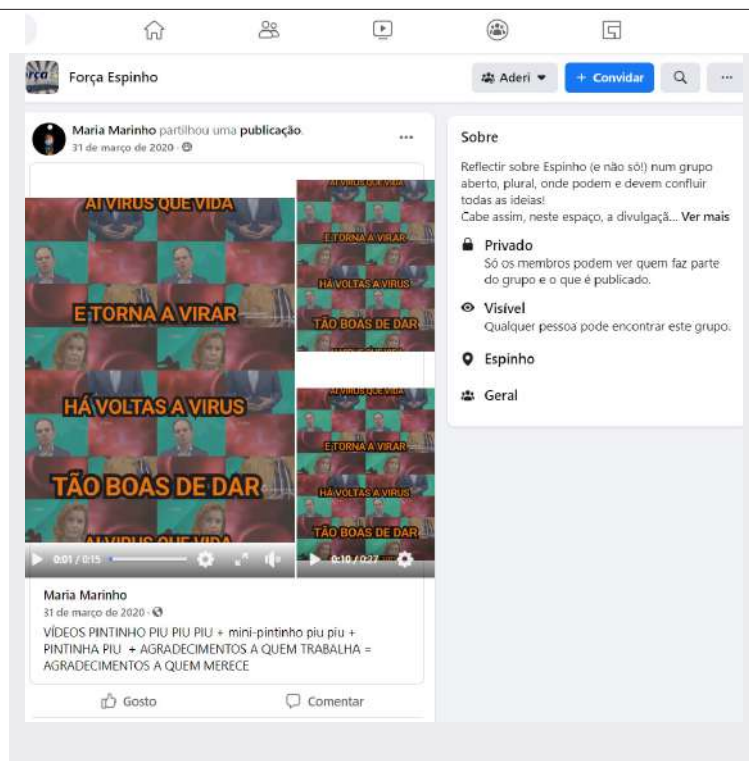 Força Espinho
Aderi
+ Convidar
Maria Marinho partilhou uma publicação.
31 de março de 2020
AI VIRUS QUE VIDA
E TORNA A VIRAR
HÁ VOLTAS A VIRUS
TÃO BOAS DE DAR
AI VIRUS QUE VIDA
0:01 / 0:15
AI VIRUS QUE VIDA
E TORNA A VIRAR
HÁ VOLTAS A VIRUS
TÃO BOAS DE DAR
AI VIRUS QUE VIDA
E TORNA A VIRAR
HÁ VOLTAS A VIRUS
TÃO BOAS DE DAR
0:10 / 0:27
Maria Marinho
31 de março de 2020
VÍDEOS PINTINHO PIU PIU PIU + mini-pintinho piu piu +
PINTINHA PIU + AGRADECIMENTOS A QUEM TRABALHA =
AGRADECIMENTOS A QUEM MERECE
Gosto
Comentar
Sobre
Reflectir sobre Espinho (e não só!) num grupo
aberto, plural, onde podem e devem confluir
todas as ideias!
Cabe assim, neste espaço, a divulgaçã... Ver mais
Privado
Só os membros podem ver quem faz parte
do grupo e o que é publicado.
Visível
Qualquer pessoa pode encontrar este grupo.
Espinho
Geral